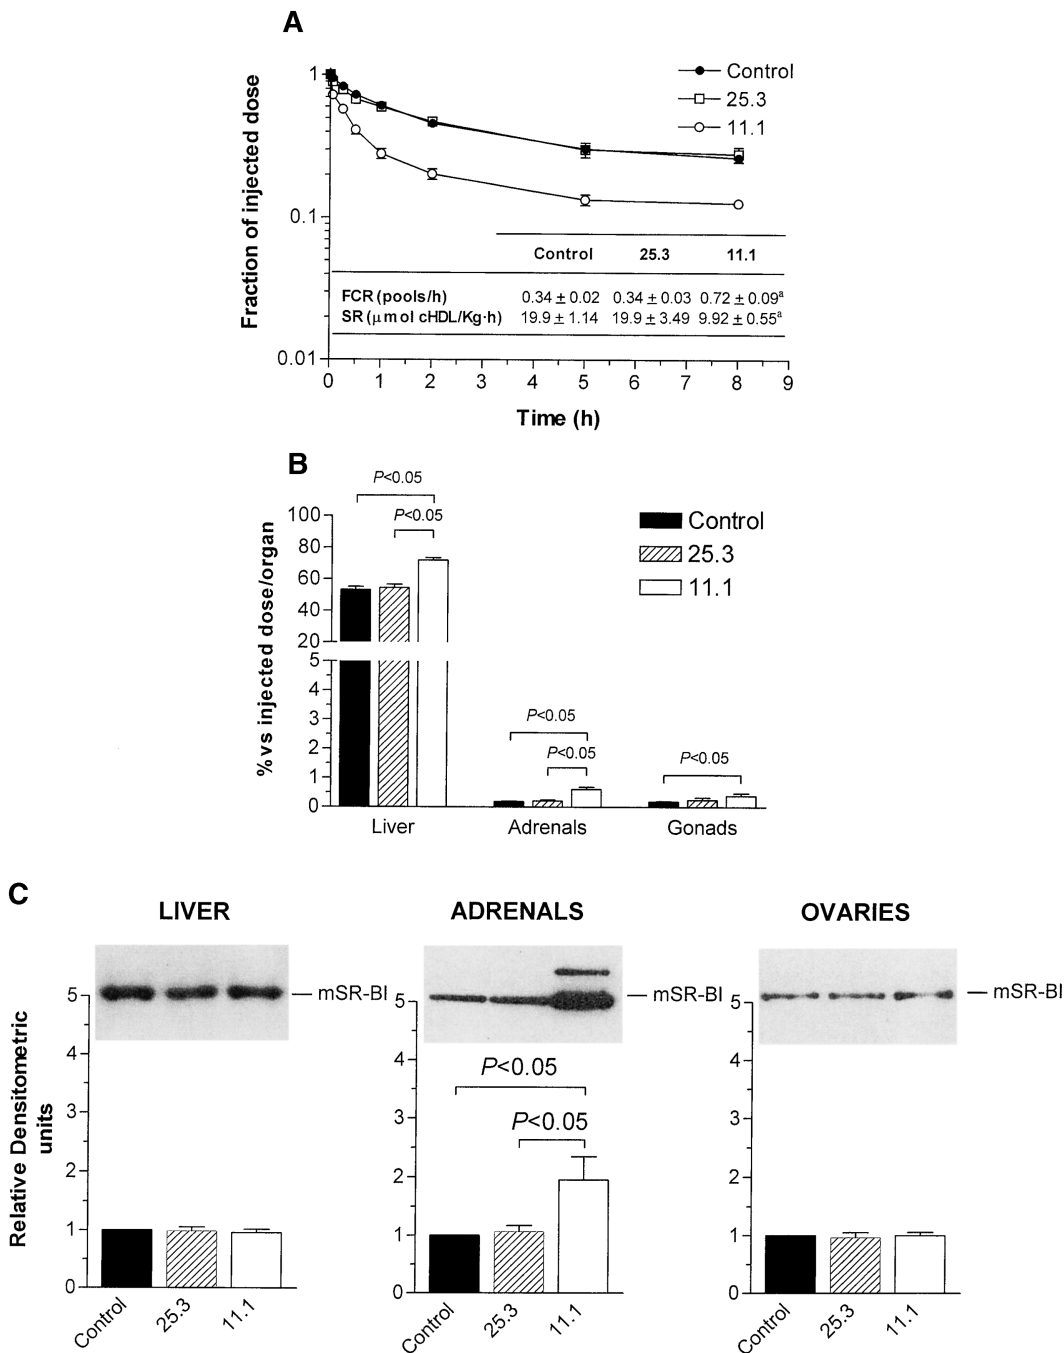 A
Fraction of injected dose
1
0.1
0.01
Control
25.3
11.1
Control 25.3 11.1
FCR (pools/h) 0.34 ± 0.02 0.34 ± 0.03 0.72 ± 0.09ᵃ
SR (μmol cHDL/Kg·h) 19.9 ± 1.14 19.9 ± 3.49 9.92 ± 0.55ᵃ
0 1 2 3 4 5 6 7 8 9
Time (h)
B
% vs injected dose/organ
P<0.05
P<0.05
100
80
60
40
20
5
4
3
2
1
0
Control
25.3
11.1
P<0.05
P<0.05
P<0.05
Liver Adrenals Gonads
C
LIVER ADRENALS OVARIES
mSR-BI mSR-BI mSR-BI
Relative Densitometric
units
5
4
3
2
1
0
Control 25.3 11.1
5
4
3
2
1
0
P<0.05
P<0.05
Control 25.3 11.1
5
4
3
2
1
0
Control 25.3 11.1